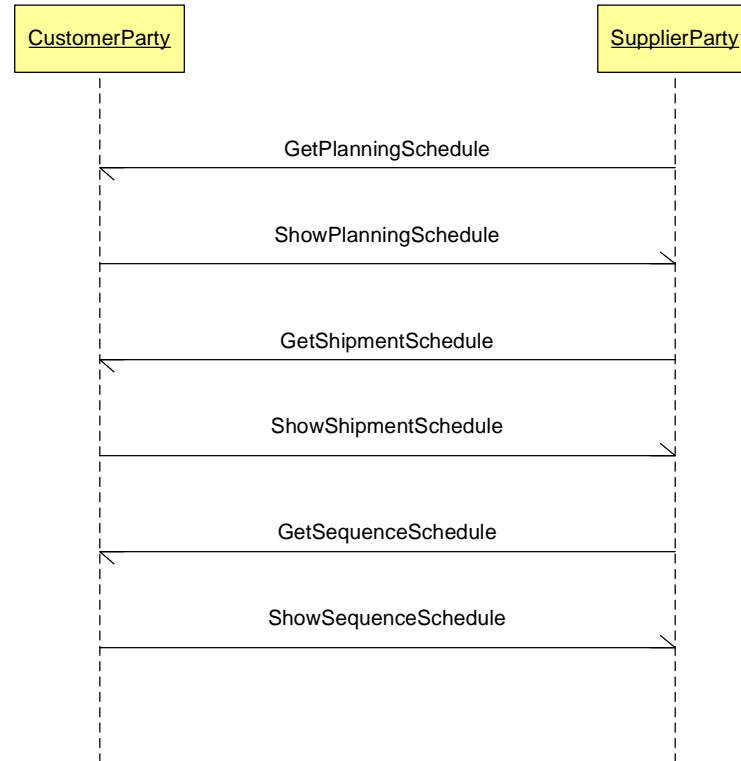 CustomerParty
SupplierParty
GetPlanningSchedule
ShowPlanningSchedule
GetShipmentSchedule
ShowShipmentSchedule
GetSequenceSchedule
ShowSequenceSchedule